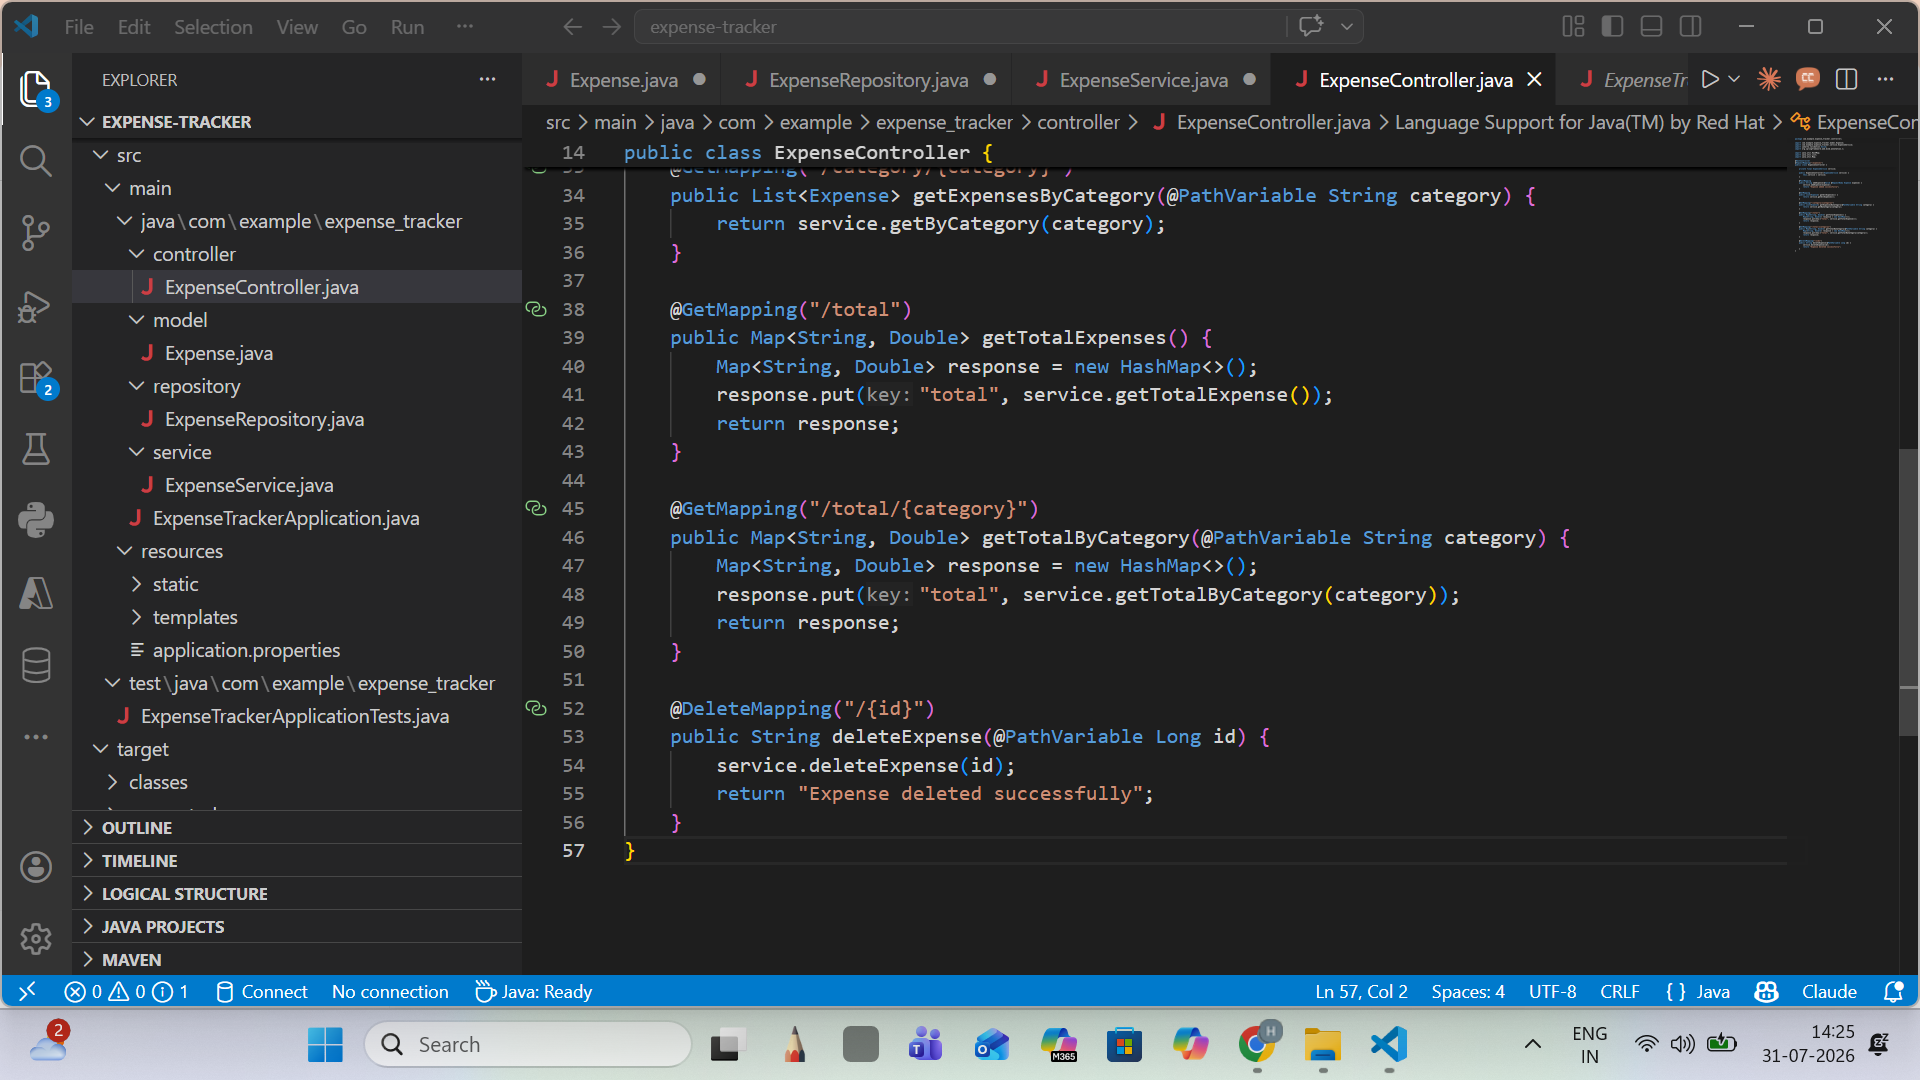 File Edit Selection View Go Run ··· expense-tracker
EXPLORER
Expense.java
ExpenseRepository.java
ExpenseService.java
ExpenseController.java
ExpenseTr
src > main > java > com > example > expense_tracker > controller > ExpenseController.java > Language Support for Java(TM) by Red Hat > ExpenseCor
3
2
EXPENSE-TRACKER
src
main
java\com\example\expense_tracker
controller
ExpenseController.java
model
Expense.java
repository
ExpenseRepository.java
service
ExpenseService.java
ExpenseTrackerApplication.java
resources
static
templates
application.properties
test\java\com\example\expense_tracker
ExpenseTrackerApplicationTests.java
target
classes
OUTLINE
TIMELINE
LOGICAL STRUCTURE
JAVA PROJECTS
MAVEN
14 public class ExpenseController {
@GetMapping("/category/{category}")
34 public List<Expense> getExpensesByCategory(@PathVariable String category) {
35 return service.getByCategory(category);
36 }
37
38 @GetMapping("/total")
39 public Map<String, Double> getTotalExpenses() {
40 Map<String, Double> response = new HashMap<>();
41 response.put(key: "total", service.getTotalExpense());
42 return response;
43 }
44
45 @GetMapping("/total/{category}")
46 public Map<String, Double> getTotalByCategory(@PathVariable String category) {
47 Map<String, Double> response = new HashMap<>();
48 response.put(key: "total", service.getTotalByCategory(category));
49 return response;
50 }
51
52 @DeleteMapping("/{id}")
53 public String deleteExpense(@PathVariable Long id) {
54 service.deleteExpense(id);
55 return "Expense deleted successfully";
56 }
57 }
0 0 1 Connect No connection Java: Ready Ln 57, Col 2 Spaces: 4 UTF-8 CRLF { } Java Claude
2 Search M365 H ENG 14:25
IN 31-07-2026